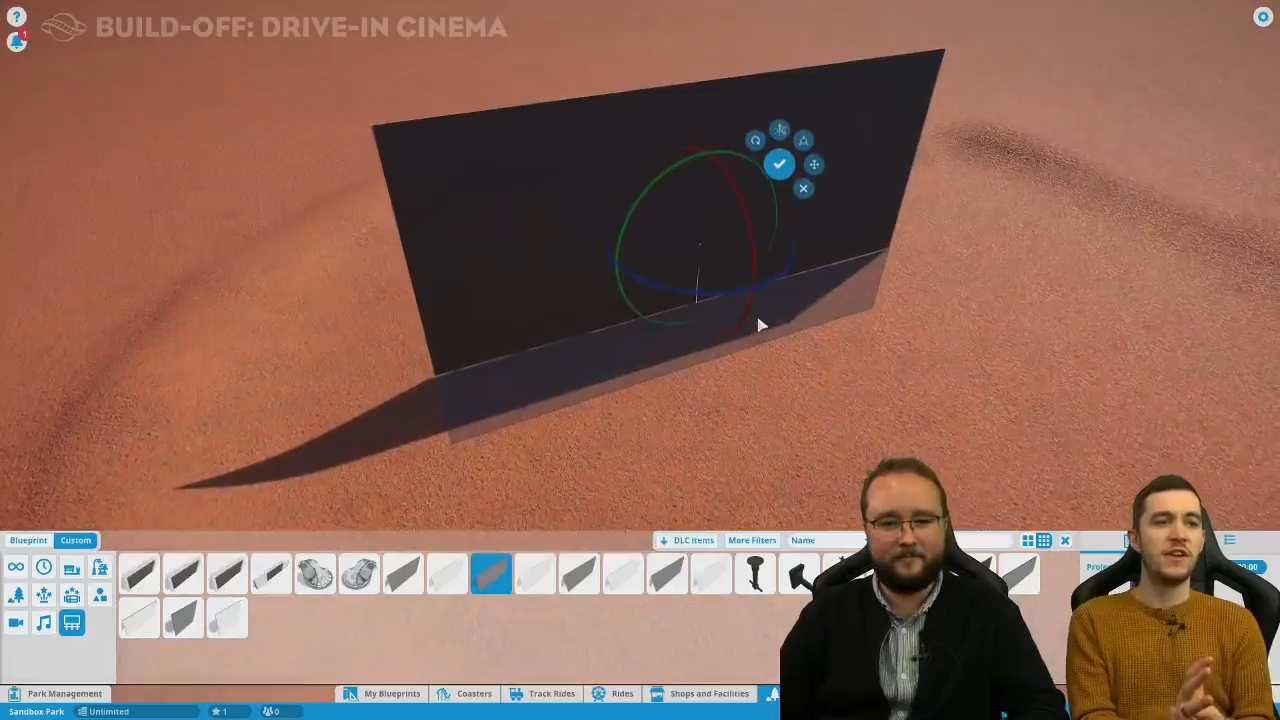 ?
1
BUILD-OFF: DRIVE-IN CINEMA
Blueprint
Custom
DLC items
More Filters
Name
Park Management
My Blueprints
Coasters
Track Rides
Rides
Shops and Facilities
Sandbox Park
Unlimited
1
0